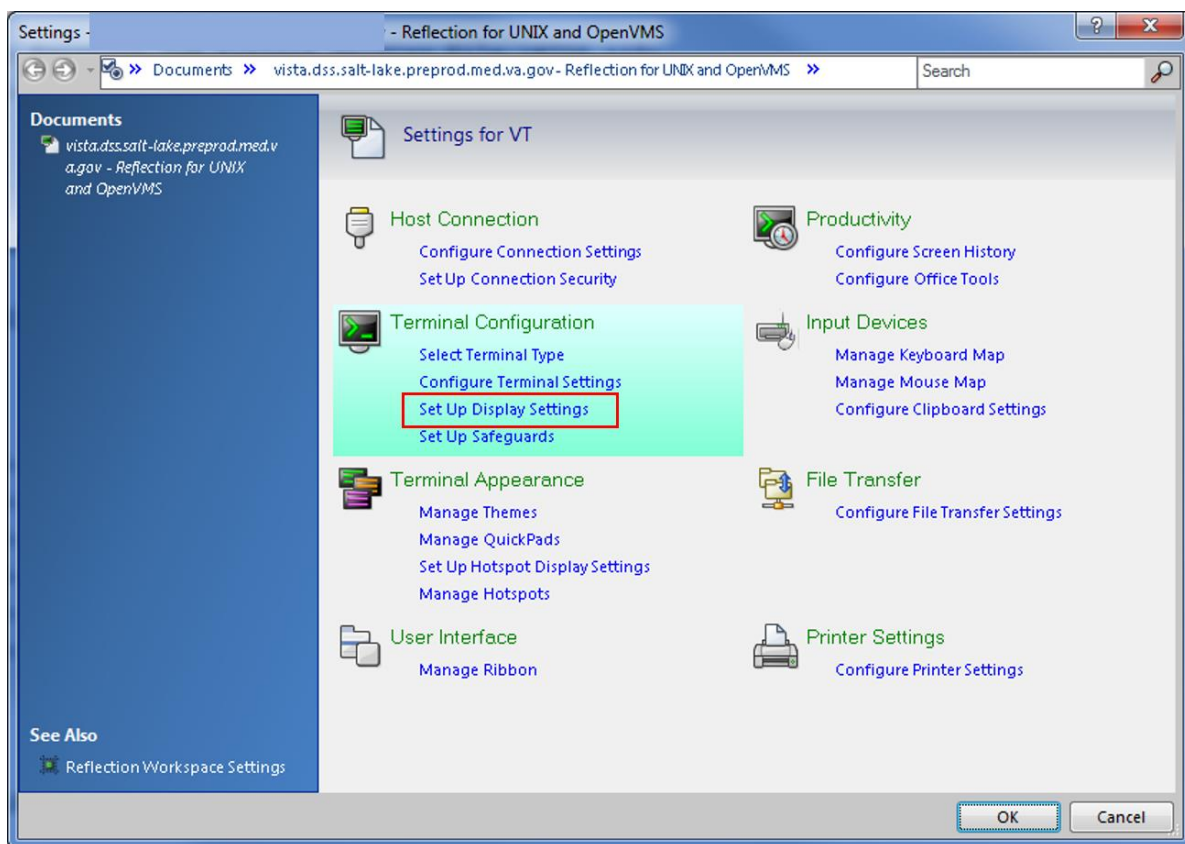 Settings - - Reflection for UNIX and OpenVMS
Documents » vista.dss.salt-lake.preprod.med.va.gov - Reflection for UNIX and OpenVMS »
Search
Documents
vista.dss.salt-lake.preprod.med.v
a.gov - Reflection for UNIX
and OpenVMS
See Also
Reflection Workspace Settings
Settings for VT
Host Connection
Configure Connection Settings
Set Up Connection Security
Terminal Configuration
Select Terminal Type
Configure Terminal Settings
Set Up Display Settings
Set Up Safeguards
Terminal Appearance
Manage Themes
Manage QuickPads
Set Up Hotspot Display Settings
Manage Hotspots
User Interface
Manage Ribbon
Productivity
Configure Screen History
Configure Office Tools
Input Devices
Manage Keyboard Map
Manage Mouse Map
Configure Clipboard Settings
File Transfer
Configure File Transfer Settings
Printer Settings
Configure Printer Settings
OK
Cancel